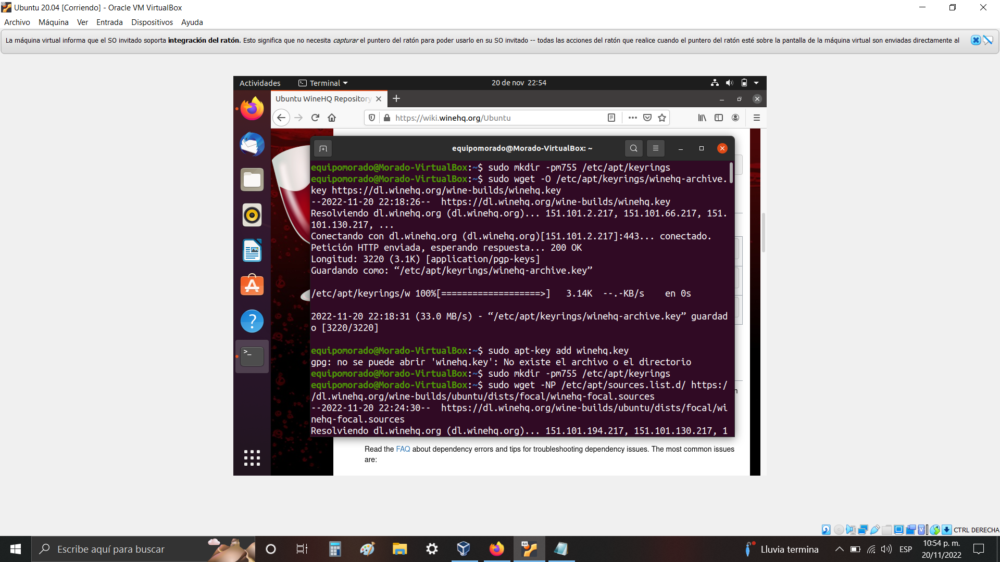 Ubuntu 20.04 [Corriendo] - Oracle VM VirtualBox
Archivo Máquina Ver Entrada Dispositivos Ayuda
La máquina virtual informa que el SO invitado soporta integración del ratón. Esto significa que no necesita capturar el puntero del ratón para poder usarlo en su SO invitado -- todas las acciones del ratón que realice cuando el puntero del ratón esté sobre la pantalla de la máquina virtual son enviadas directamente al
Actividades Terminal 20 de nov 22:54
Ubuntu WineHQ Repository
https://wiki.winehq.org/Ubuntu
equipomorado@Morado-VirtualBox: ~
equipomorado@Morado-VirtualBox:~$ sudo mkdir -pm755 /etc/apt/keyrings
equipomorado@Morado-VirtualBox:~$ sudo wget -O /etc/apt/keyrings/winehq-archive.
key https://dl.winehq.org/wine-builds/winehq.key
--2022-11-20 22:18:26--  https://dl.winehq.org/wine-builds/winehq.key
Resolviendo dl.winehq.org (dl.winehq.org)... 151.101.2.217, 151.101.66.217, 151.
101.130.217, ...
Conectando con dl.winehq.org (dl.winehq.org)[151.101.2.217]:443... conectado.
Petición HTTP enviada, esperando respuesta... 200 OK
Longitud: 3220 (3.1K) [application/pgp-keys]
Guardando como: “/etc/apt/keyrings/winehq-archive.key”
/etc/apt/keyrings/w 100%[===================>]   3.14K  --.-KB/s    en 0s
2022-11-20 22:18:31 (33.0 MB/s) - “/etc/apt/keyrings/winehq-archive.key” guardad
o [3220/3220]
equipomorado@Morado-VirtualBox:~$ sudo apt-key add winehq.key
gpg: no se puede abrir 'winehq.key': No existe el archivo o el directorio
equipomorado@Morado-VirtualBox:~$ sudo mkdir -pm755 /etc/apt/keyrings
equipomorado@Morado-VirtualBox:~$ sudo wget -NP /etc/apt/sources.list.d/ https:/
/dl.winehq.org/wine-builds/ubuntu/dists/focal/winehq-focal.sources
--2022-11-20 22:24:30--  https://dl.winehq.org/wine-builds/ubuntu/dists/focal/wi
nehq-focal.sources
Resolviendo dl.winehq.org (dl.winehq.org)... 151.101.194.217, 151.101.130.217, 1
Read the FAQ about dependency errors and tips for troubleshooting dependency issues. The most common issues
are:
CTRL DERECHA
Escribe aquí para buscar
64
Lluvia termina
ESP
10:54 p. m.
20/11/2022